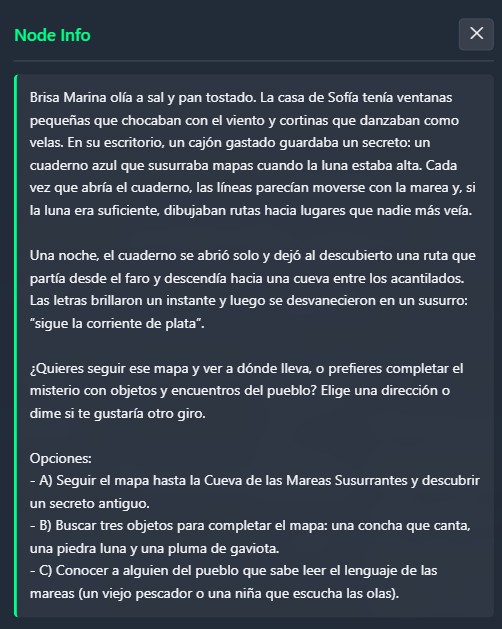 Node Info
Brisa Marina olía a sal y pan tostado. La casa de Sofía tenía ventanas
pequeñas que chocaban con el viento y cortinas que danzaban como
velas. En su escritorio, un cajón gastado guardaba un secreto: un
cuaderno azul que susurraba mapas cuando la luna estaba alta. Cada
vez que abría el cuaderno, las líneas parecían moverse con la marea y, si
la luna era suficiente, dibujaban rutas hacia lugares que nadie más veía.
Una noche, el cuaderno se abrió solo y dejó al descubierto una ruta que
partía desde el faro y descendía hacia una cueva entre los acantilados.
Las letras brillaron un instante y luego se desvanecieron en un susurro:
“sigue la corriente de plata”.
¿Quieres seguir ese mapa y ver a dónde lleva, o prefieres completar el
misterio con objetos y encuentros del pueblo? Elige una dirección o
dime si te gustaría otro giro.
Opciones:
- A) Seguir el mapa hasta la Cueva de las Mareas Susurrantes y descubrir
un secreto antiguo.
- B) Buscar tres objetos para completar el mapa: una concha que canta,
una piedra luna y una pluma de gaviota.
- C) Conocer a alguien del pueblo que sabe leer el lenguaje de las
mareas (un viejo pescador o una niña que escucha las olas).